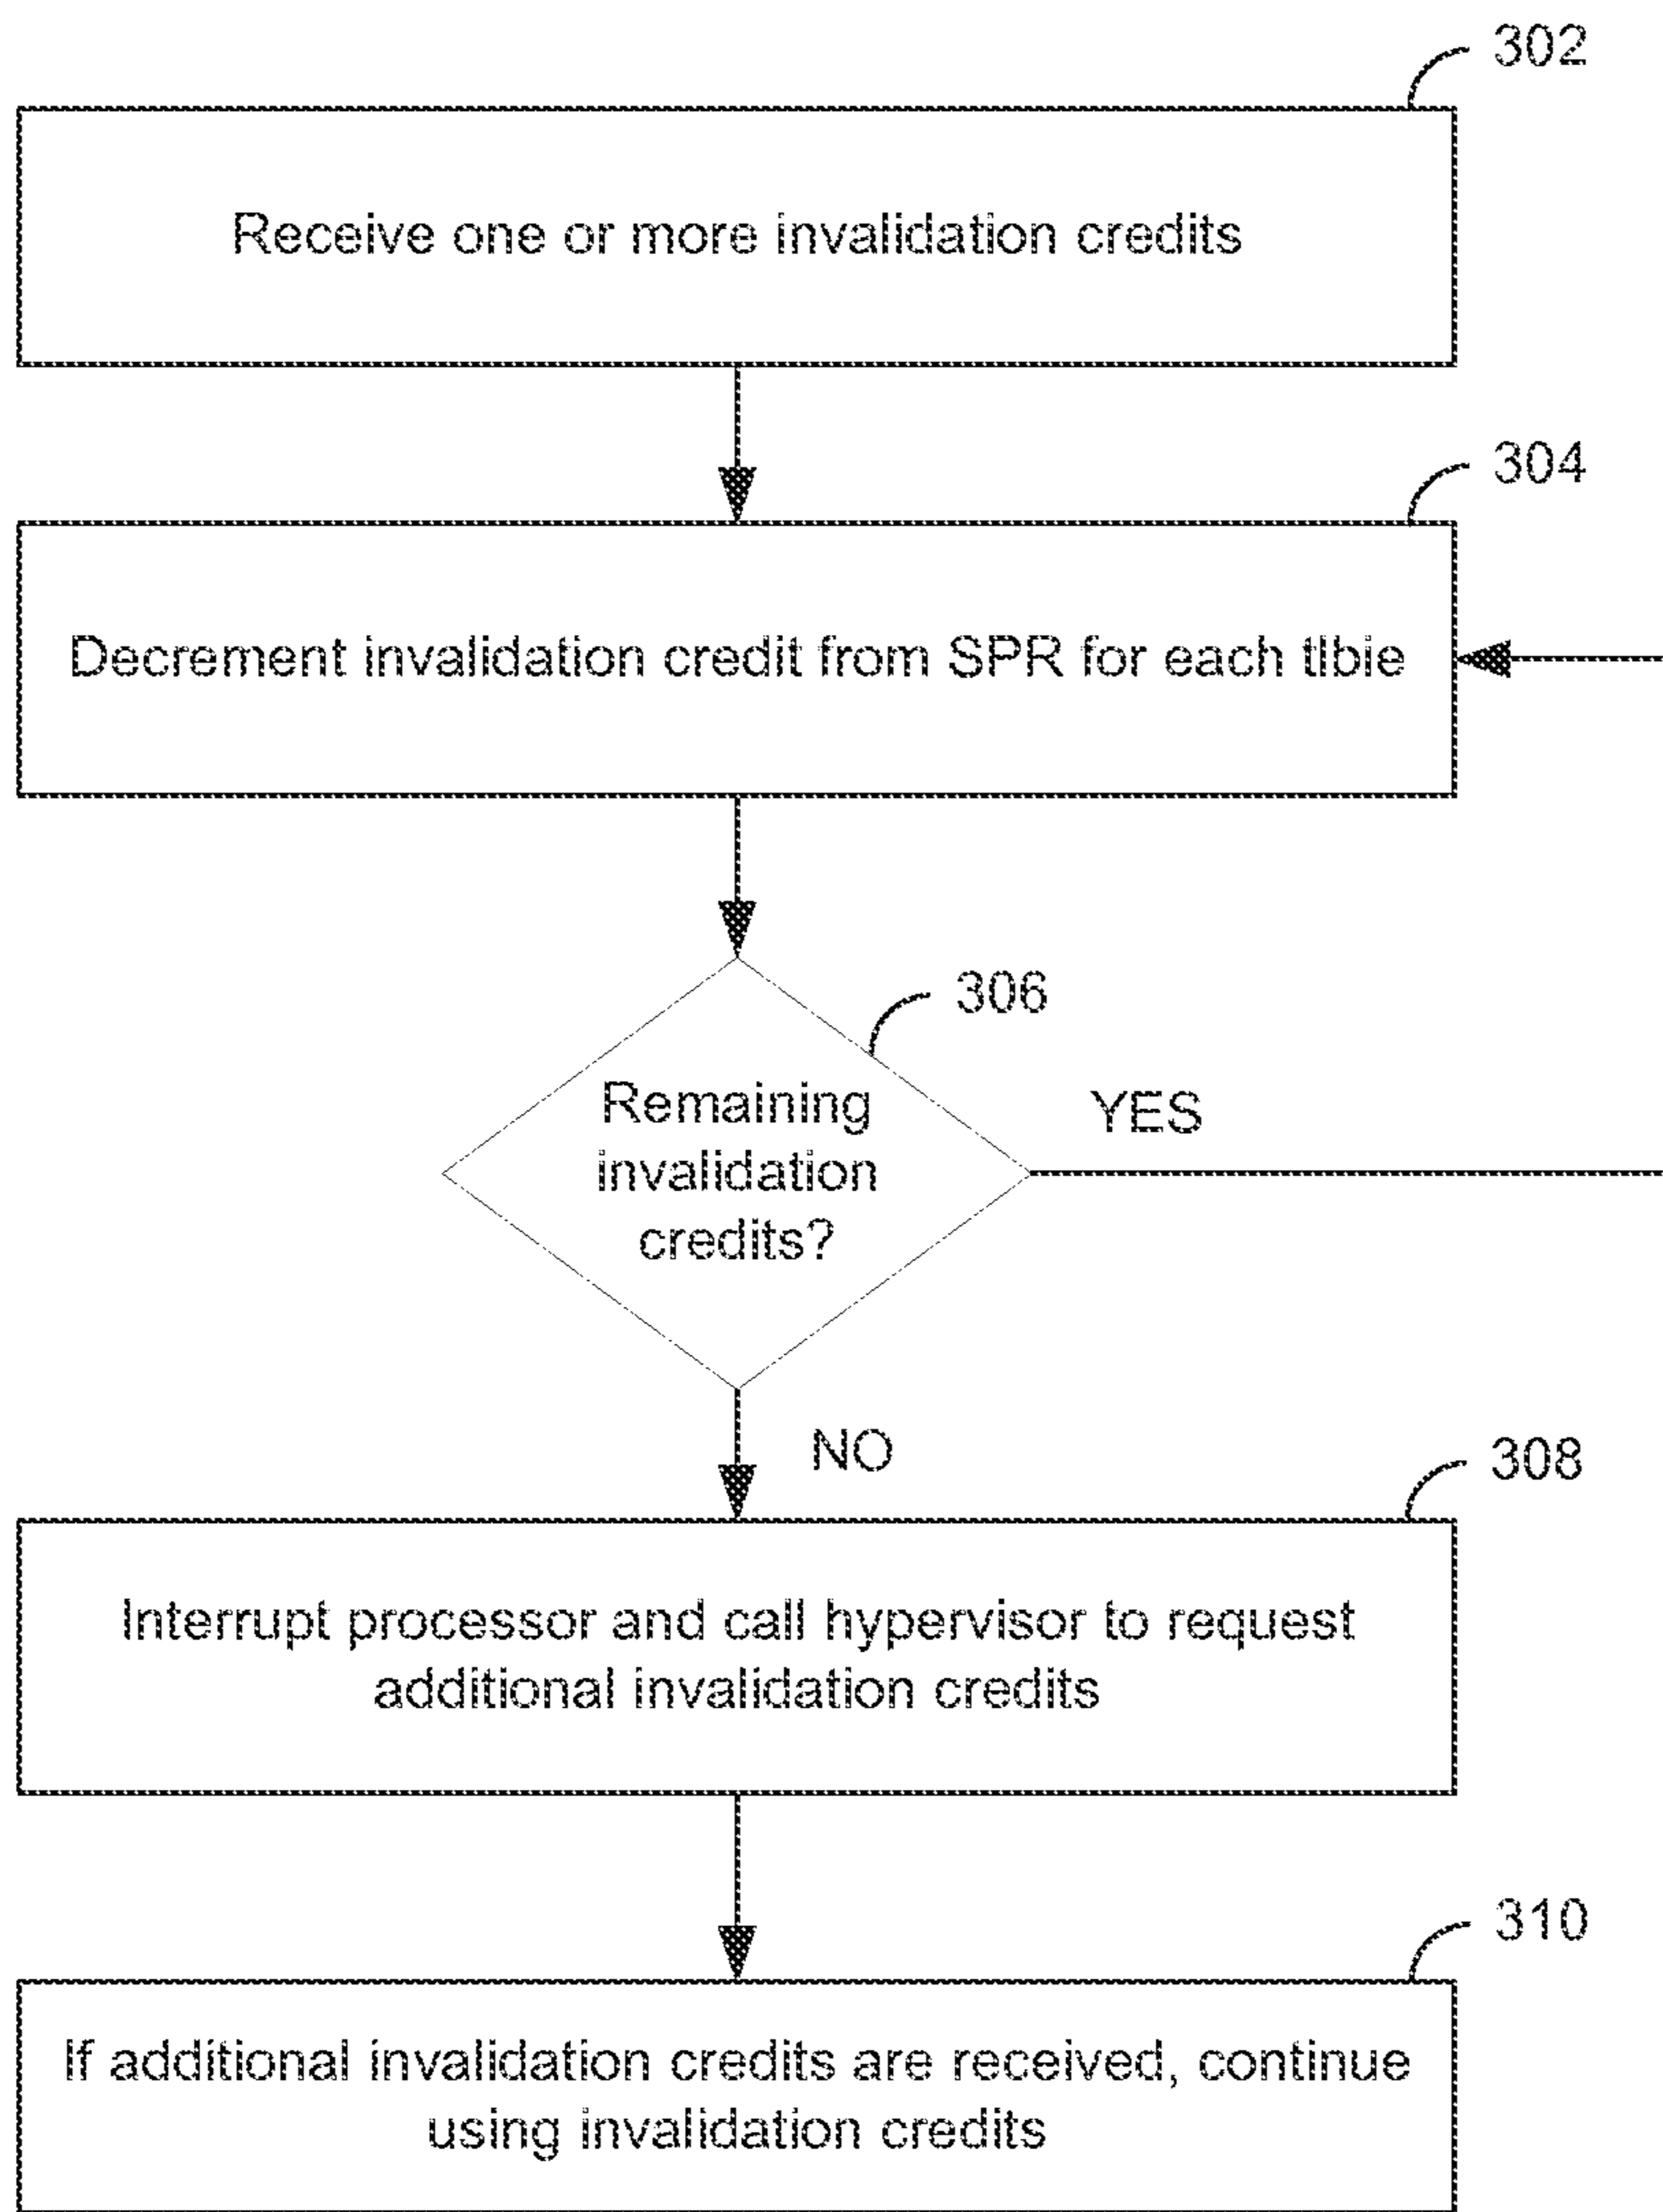 302
Receive one or more invalidation credits
304
Decrement invalidation credit from SPR for each tlbie
306
Remaining
invalidation
credits?
YES
NO
308
Interrupt processor and call hypervisor to request
additional invalidation credits
310
If additional invalidation credits are received, continue
using invalidation credits